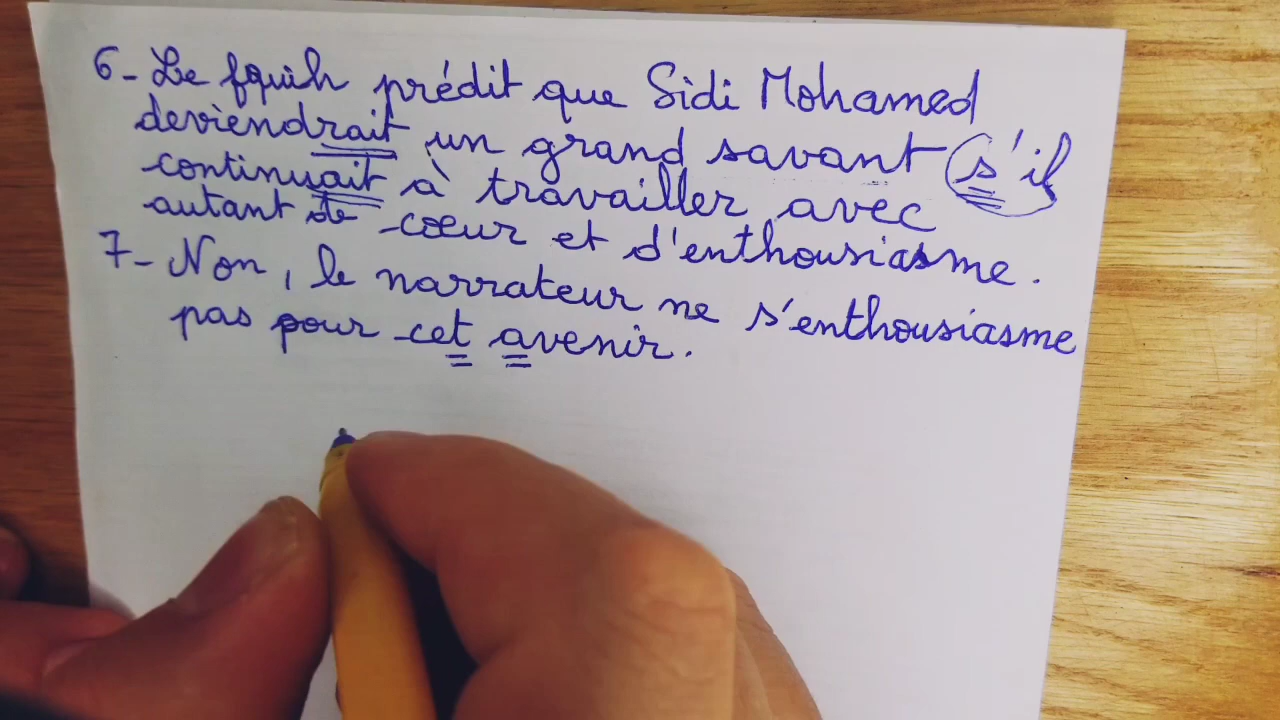 6- Le fquih prédit que Sidi Mohamed
deviendrait un grand savant s'il
continuait à travailler avec
autant de coeur et d'enthousiasme.
7- Non, le narrateur ne s'enthousiasme
pas pour cet avenir.